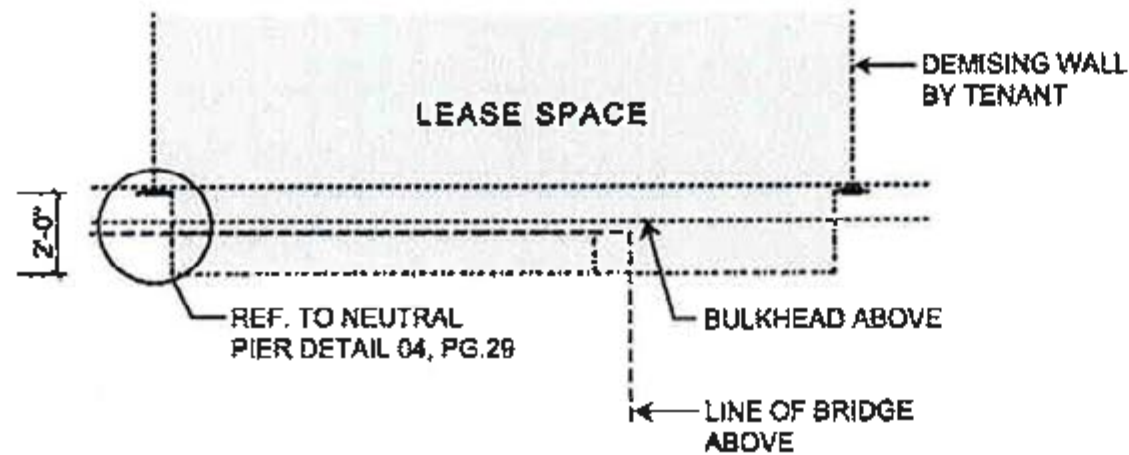 DEMISING WALL
BY TENANT
LEASE SPACE
2'-0"
REF. TO NEUTRAL
PIER DETAIL 04, PG.29
BULKHEAD ABOVE
LINE OF BRIDGE
ABOVE